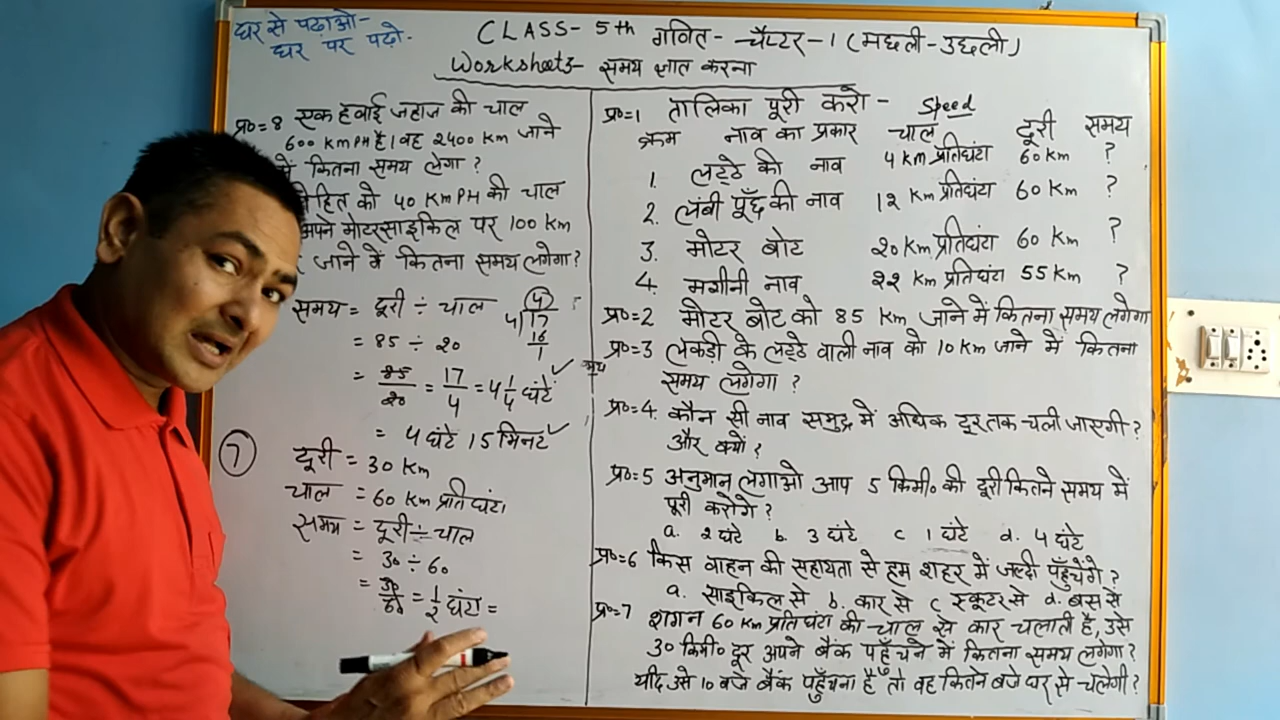 घर से पढाओ-
घर पर पढो.
CLASS- 5th गणित- चैप्टर-1 (मछली-उछली)
Worksheet3- समय ज्ञात करना
प्र०=8 एक हवाई जहाज की चाल
600 KMPH है। वह 2400 KM जाने
में कितना समय लेगा?
हित को 40 KMPH की चाल
अपने मोटरसाइकिल पर 100 KM
जाने में कितना समय लगेगा?
समय = दूरी ÷ चाल
= 85 ÷ 20
= 85/20 = 17/4 = 4 1/4 घंटे ✓
= 4 घंटे 15 मिनट ✓
4)17(4
16
1
7
दूरी = 30 KM
चाल = 60 KM प्रति घंटा
समय = दूरी ÷ चाल
= 30 ÷ 60
= 30/60 = 1/2 घंटा =
प्र०=1 तालिका पूरी करो- Speed
क्रम नाव का प्रकार चाल दूरी समय
1. लट्ठे की नाव 4 KM प्रतिघंटा 60 KM ?
2. लंबी पूँछ की नाव 12 KM प्रतिघंटा 60 KM ?
3. मोटर बोट 20 KM प्रतिघंटा 60 KM ?
4. मशीनी नाव 22 KM प्रतिघंटा 55 KM ?
प्र०=2 मोटर बोट को 85 KM जाने में कितना समय लगेगा
प्र०=3 लकड़ी के लट्ठे वाली नाव को 10 KM जाने में कितना
समय लगेगा ?
प्र०=4. कौन सी नाव समुद्र में अधिक दूर तक चली जाएगी?
और क्यों ?
प्र०=5 अनुमान लगाओ आप 5 किमी० की दूरी कितने समय में
पूरी करोगे ?
a. 2 घंटे b. 3 घंटे c 1 घंटे d. 4 घंटे
प्र०=6 किस वाहन की सहायता से हम शहर में जल्दी पहुँचेंगे ?
a. साइकिल से b. कार से c स्कूटर से d. बस से
प्र०=7 शगन 60 KM प्रतिघंटा की चाल से कार चलाती है, उसे
30 किमी० दूर अपने बैंक पहुँचने में कितना समय लगेगा ?
यदि उसे 10 बजे बैंक पहुँचना है तो वह कितने बजे घर से चलेगी ?